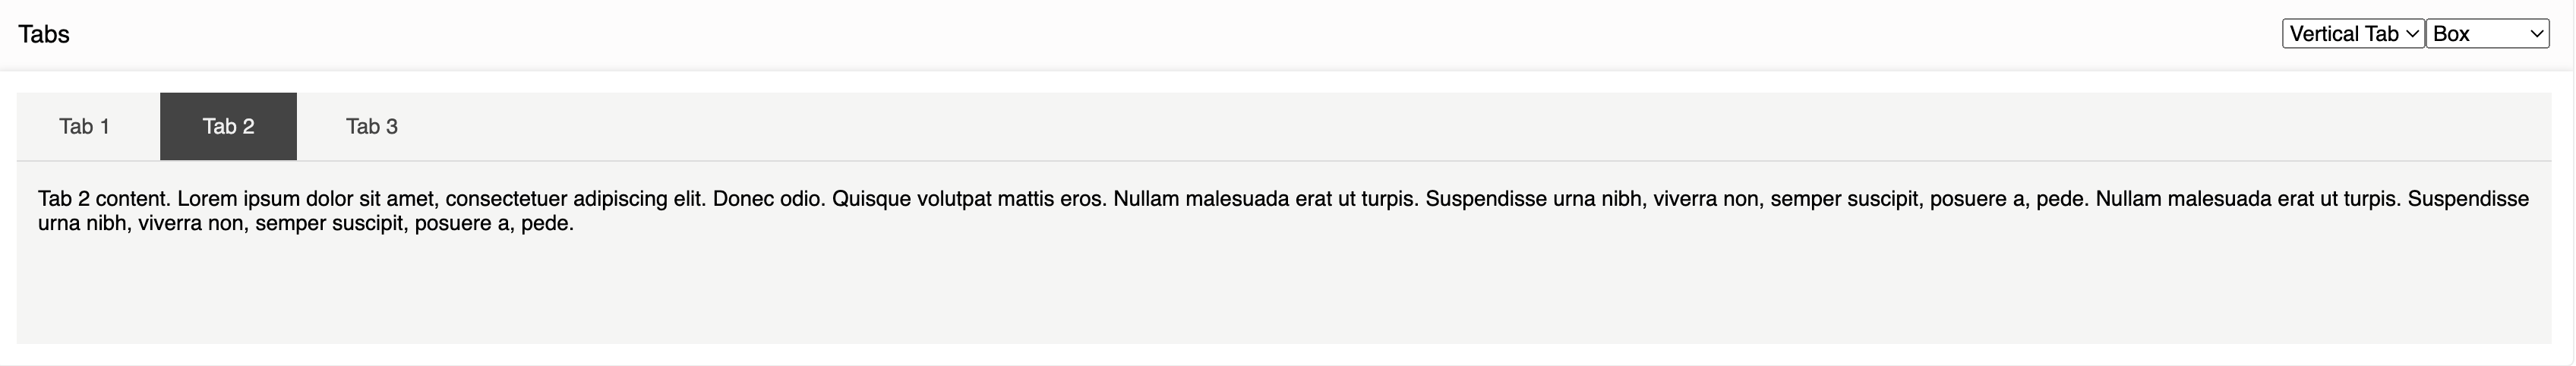 Tabs
Vertical Tab
Box
Tab 1
Tab 2
Tab 3
Tab 2 content. Lorem ipsum dolor sit amet, consectetuer adipiscing elit. Donec odio. Quisque volutpat mattis eros. Nullam malesuada erat ut turpis. Suspendisse urna nibh, viverra non, semper suscipit, posuere a, pede. Nullam malesuada erat ut turpis. Suspendisse
urna nibh, viverra non, semper suscipit, posuere a, pede.